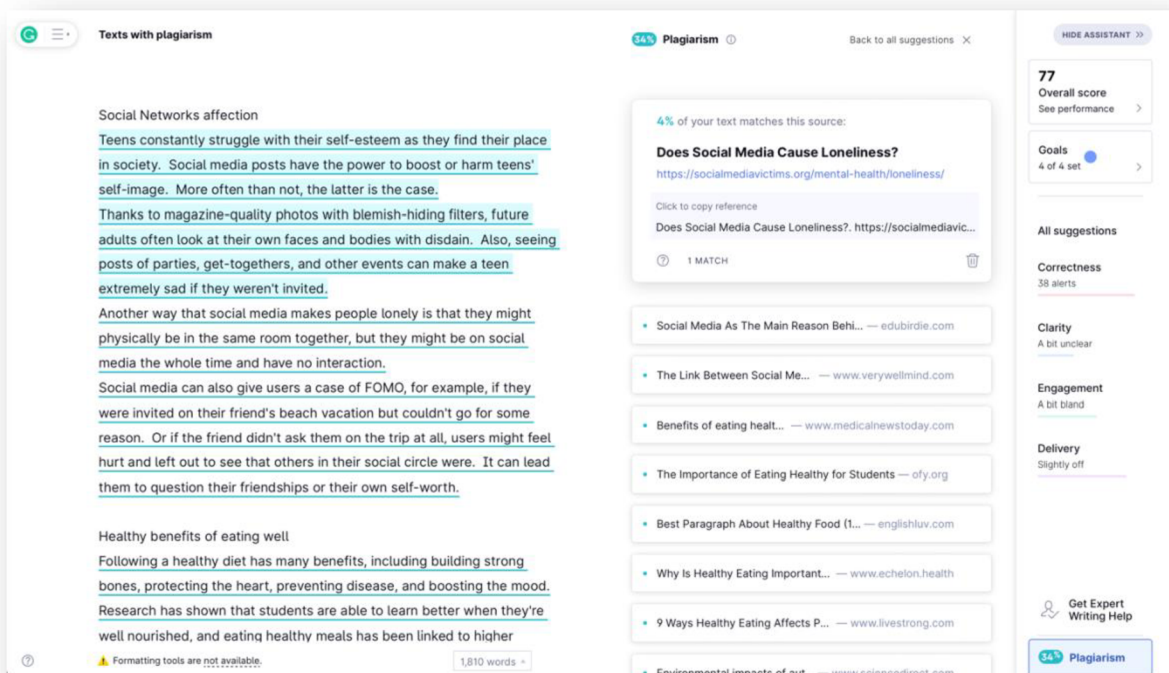 Texts with plagiarism
Social Networks affection
Teens constantly struggle with their self-esteem as they find their place
in society. Social media posts have the power to boost or harm teens'
self-image. More often than not, the latter is the case.
Thanks to magazine-quality photos with blemish-hiding filters, future
adults often look at their own faces and bodies with disdain. Also, seeing
posts of parties, get-togethers, and other events can make a teen
extremely sad if they weren't invited.
Another way that social media makes people lonely is that they might
physically be in the same room together, but they might be on social
media the whole time and have no interaction.
Social media can also give users a case of FOMO, for example, if they
were invited on their friend's beach vacation but couldn't go for some
reason. Or if the friend didn't ask them on the trip at all, users might feel
hurt and left out to see that others in their social circle were. It can lead
them to question their friendships or their own self-worth.
Healthy benefits of eating well
Following a healthy diet has many benefits, including building strong
bones, protecting the heart, preventing disease, and boosting the mood.
Research has shown that students are able to learn better when they're
well nourished, and eating healthy meals has been linked to higher
Formatting tools are not available.
1,810 words
34% Plagiarism
Back to all suggestions
4% of your text matches this source:
Does Social Media Cause Loneliness?
https://socialmediavictims.org/mental-health/loneliness/
Click to copy reference
Does Social Media Cause Loneliness?. https://socialmediavic...
1 MATCH
Social Media As The Main Reason Behi... — edubirdie.com
The Link Between Social Me... — www.verywellmind.com
Benefits of eating healt... — www.medicalnewstoday.com
The Importance of Eating Healthy for Students — ofy.org
Best Paragraph About Healthy Food (1... — englishluv.com
Why Is Healthy Eating Important... — www.echelon.health
9 Ways Healthy Eating Affects P... — www.livestrong.com
Environmental impacts of aut... — www.sciencedirect.com
HIDE ASSISTANT
77
Overall score
See performance
Goals
4 of 4 set
All suggestions
Correctness
38 alerts
Clarity
A bit unclear
Engagement
A bit bland
Delivery
Slightly off
Get Expert
Writing Help
34% Plagiarism